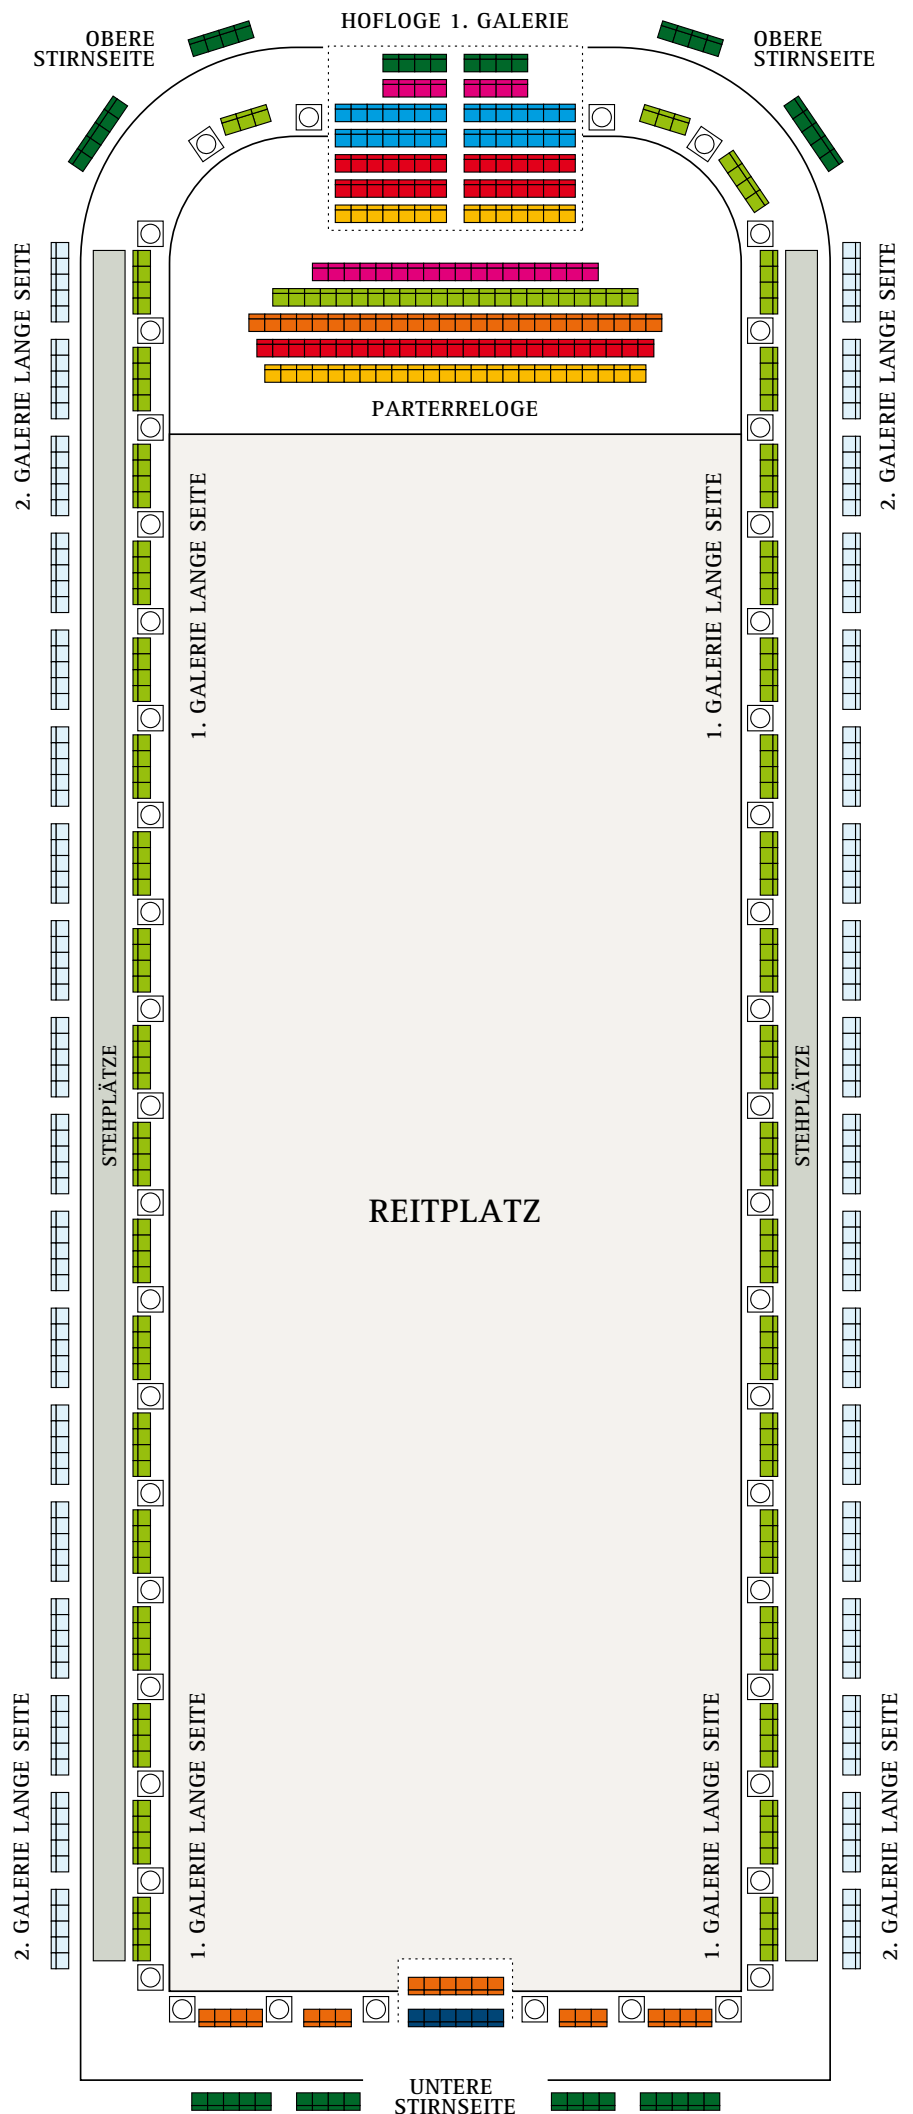 HOFLOGE 1. GALERIE
OBERE
STIRNSEITE
OBERE
STIRNSEITE
2. GALERIE LANGE SEITE
2. GALERIE LANGE SEITE
PARTERRELOGE
1. GALERIE LANGE SEITE
1. GALERIE LANGE SEITE
STEHPLÄTZE
STEHPLÄTZE
REITPLATZ
2. GALERIE LANGE SEITE
1. GALERIE LANGE SEITE
1. GALERIE LANGE SEITE
2. GALERIE LANGE SEITE
UNTERE
STIRNSEITE